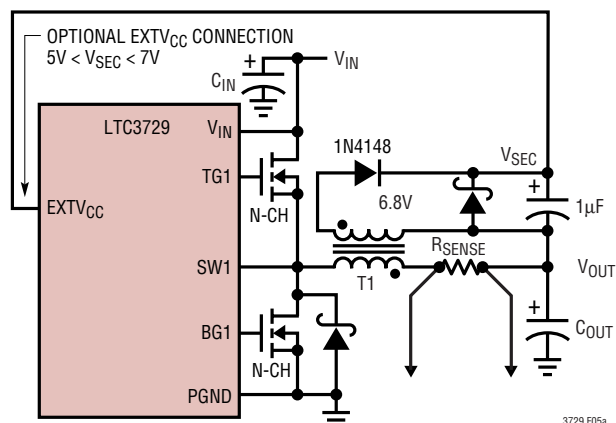 OPTIONAL EXTVCC CONNECTION
5V < VSEC < 7V
VIN
CIN
+
LTC3729
VIN
1N4148
VSEC
TG1
+
6.8V
1µF
EXTVCC
N-CH
RSENSE
VOUT
SW1
T1
+
COUT
BG1
N-CH
PGND
3729 F05a